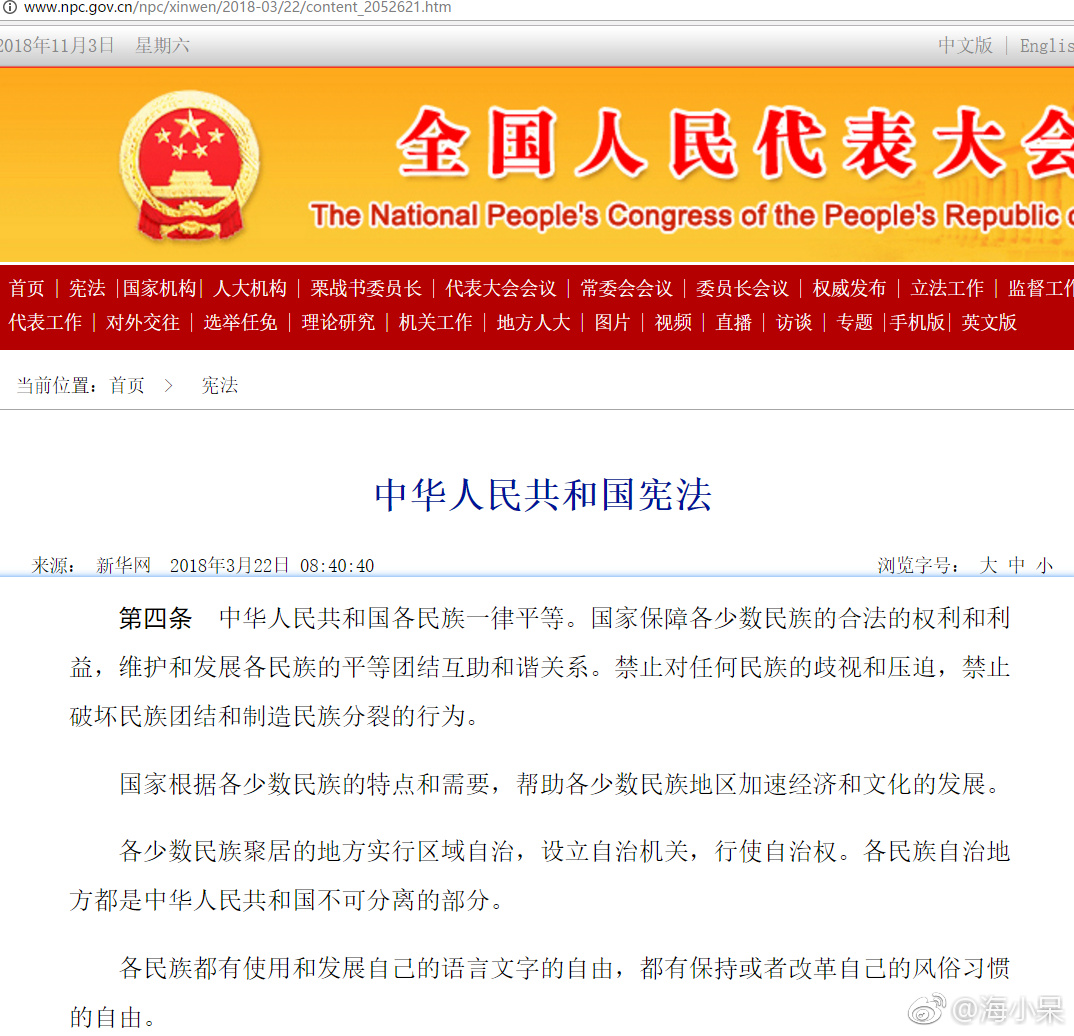 www.npc.gov.cn/npc/xinwen/2018-03/22/content_2052621.htm
2018年11月3日 星期六 中文版 | Englis
全国人民代表大会
The National People's Congress of the People's Republic
首页 | 宪法 |国家机构| 人大机构 | 栗战书委员长 | 代表大会会议 | 常委会会议 | 委员长会议 | 权威发布 | 立法工作 | 监督工作
代表工作 | 对外交往 | 选举任免 | 理论研究 | 机关工作 | 地方人大 | 图片 | 视频 | 直播 | 访谈 | 专题 |手机版| 英文版
当前位置：首页 > 宪法
中华人民共和国宪法
来源： 新华网 2018年3月22日 08:40:40 浏览字号： 大 中 小
第四条 中华人民共和国各民族一律平等。国家保障各少数民族的合法的权利和利
益，维护和发展各民族的平等团结互助和谐关系。禁止对任何民族的歧视和压迫，禁止
破坏民族团结和制造民族分裂的行为。
国家根据各少数民族的特点和需要，帮助各少数民族地区加速经济和文化的发展。
各少数民族聚居的地方实行区域自治，设立自治机关，行使自治权。各民族自治地
方都是中华人民共和国不可分离的部分。
各民族都有使用和发展自己的语言文字的自由，都有保持或者改革自己的风俗习惯
的自由。
@海小呆